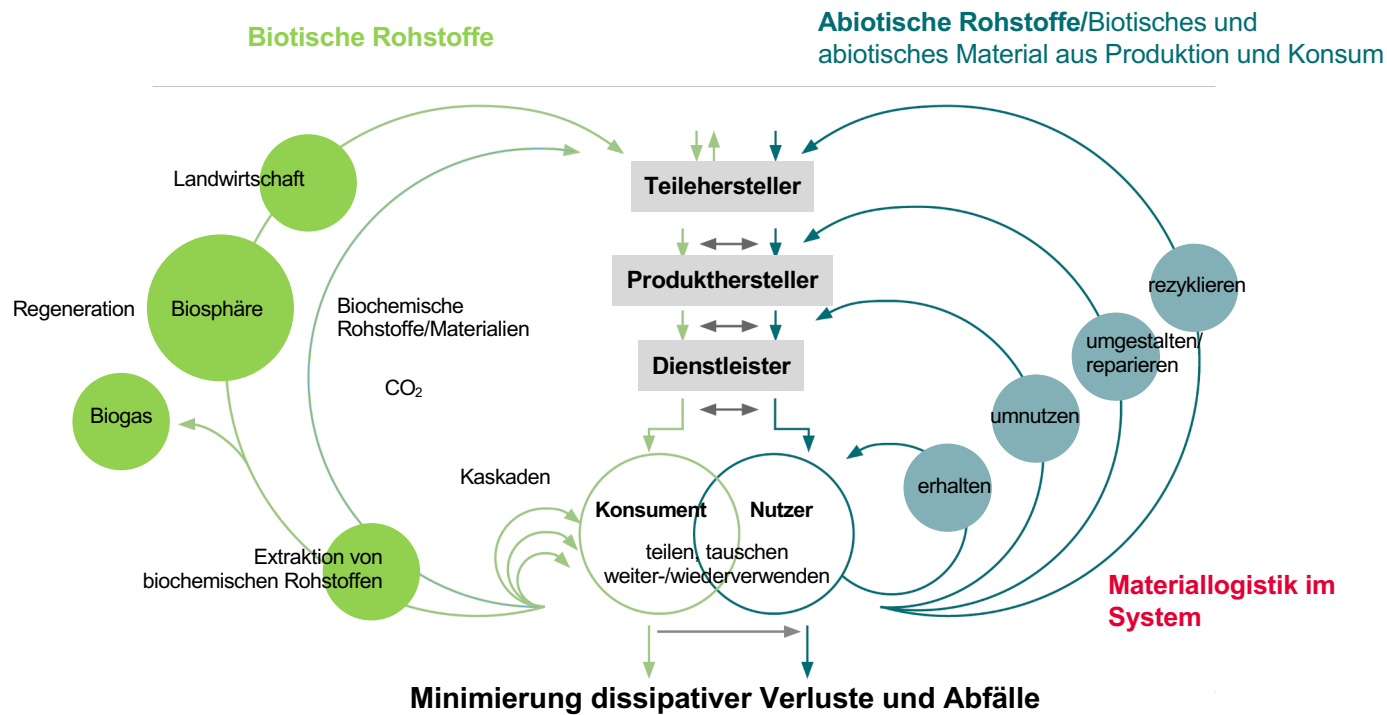 Biotische Rohstoffe
Abiotische Rohstoffe/Biotisches und
abiotisches Material aus Produktion und Konsum
Landwirtschaft
Teilehersteller
Regeneration
Biosphäre
Biochemische
Rohstoffe/Materialien
Produkthersteller
rezyklieren
umgestalten/
reparieren
Dienstleister
CO₂
Biogas
umnutzen
Kaskaden
erhalten
Konsument
Nutzer
teilen, tauschen
weiter-/wiederverwenden
Extraktion von
biochemischen Rohstoffen
Materiallogistik im
System
Minimierung dissipativer Verluste und Abfälle